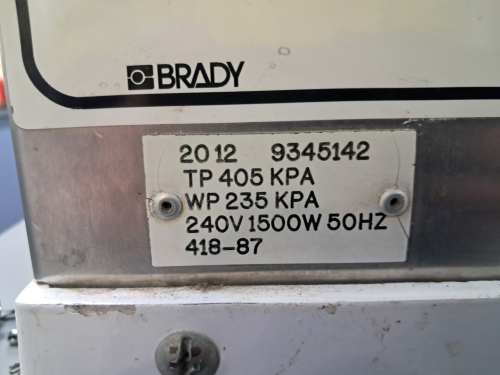 BRADY
2012 9345142
TP 405 KPA
WP 235 KPA
240V 1500W 50HZ
418-87